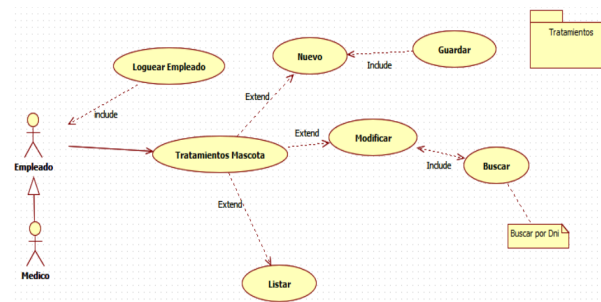 Tratamientos
Nuevo
Guardar
Include
Loguear Empleado
include
Extend
Extend
Modificar
Tratamientos Mascota
Include
Buscar
Empleado
Extend
Buscar por Dni
Medico
Listar